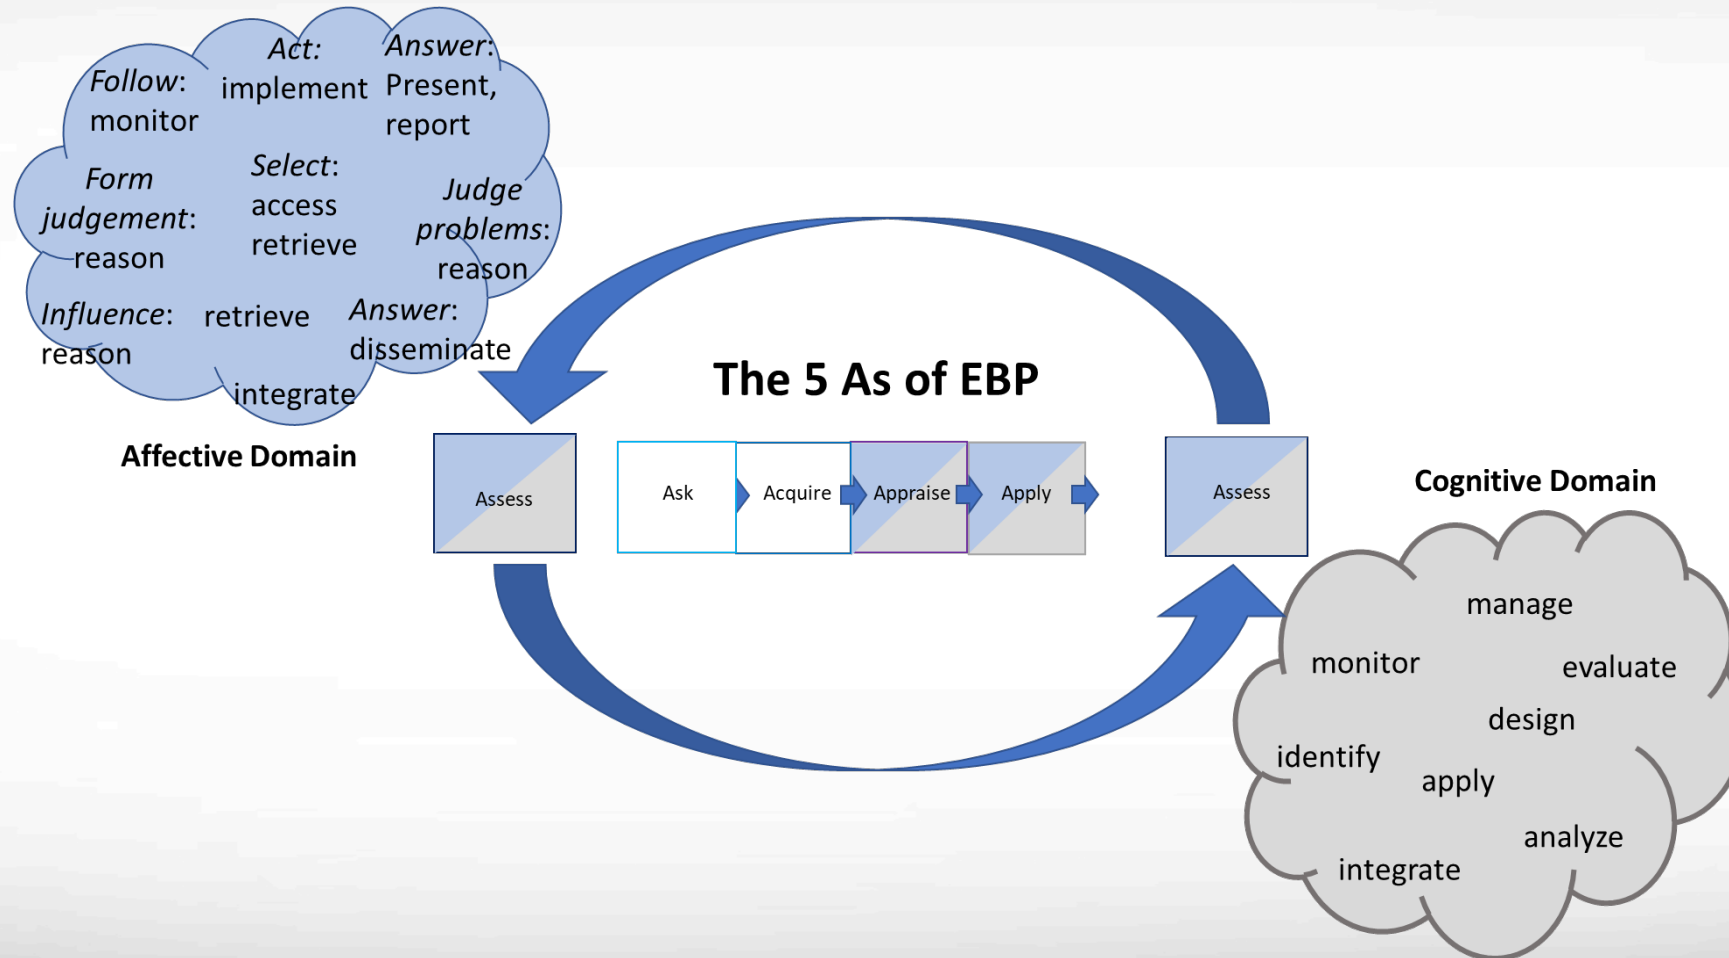 Follow:
monitor
Act:
implement
Answer:
Present,
report
Form
judgement:
reason
Select:
access
retrieve
Judge
problems:
reason
Influence:
reason
retrieve
Answer:
disseminate
integrate
Affective Domain
The 5 As of EBP
Assess
Ask
Acquire
Appraise
Apply
Assess
Cognitive Domain
manage
monitor
evaluate
design
identify
apply
analyze
integrate